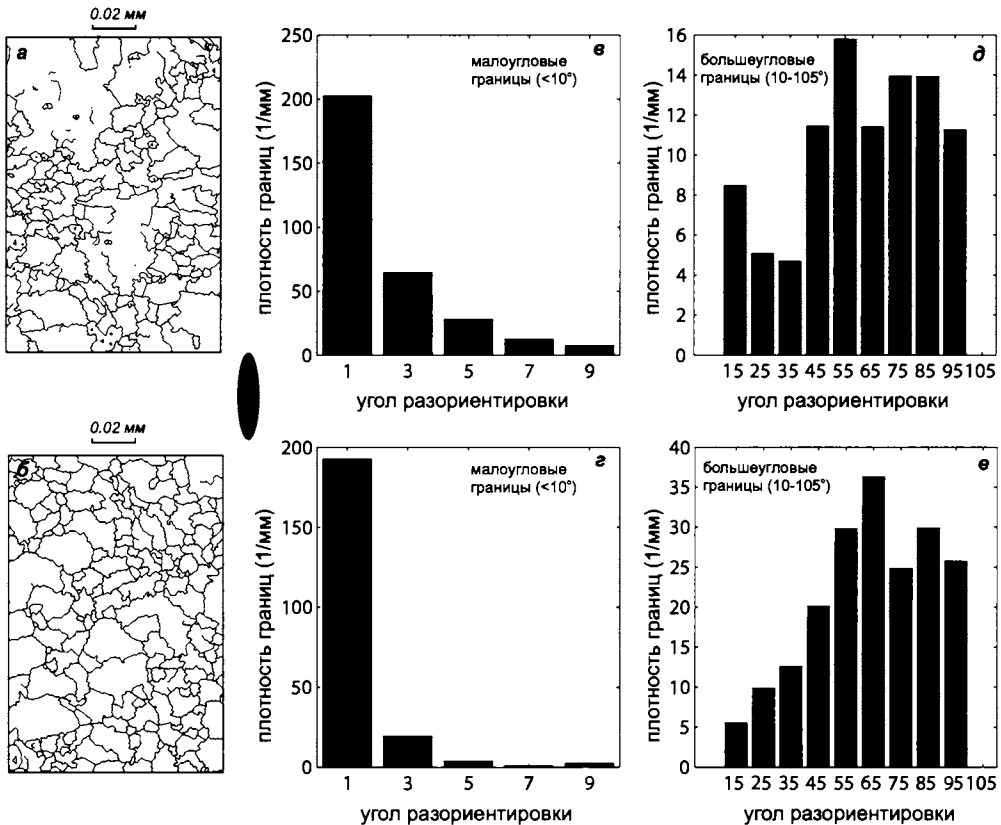 0.02 мм
а
250
200
150
100
50
0
1 3 5 7 9
плотность границ (1/мм)
угол разориентировки
малоугловые
границы (<10°)
в
16
14
12
10
8
6
4
2
0
15 25 35 45 55 65 75 85 95 105
плотность границ (1/мм)
угол разориентировки
большеугловые
границы (10-105°)
д
0.02 мм
б
200
150
100
50
0
1 3 5 7 9
плотность границ (1/мм)
угол разориентировки
малоугловые
границы (<10°)
г
40
35
30
25
20
15
10
5
0
15 25 35 45 55 65 75 85 95 105
плотность границ (1/мм)
угол разориентировки
большеугловые
границы (10-105°)
е